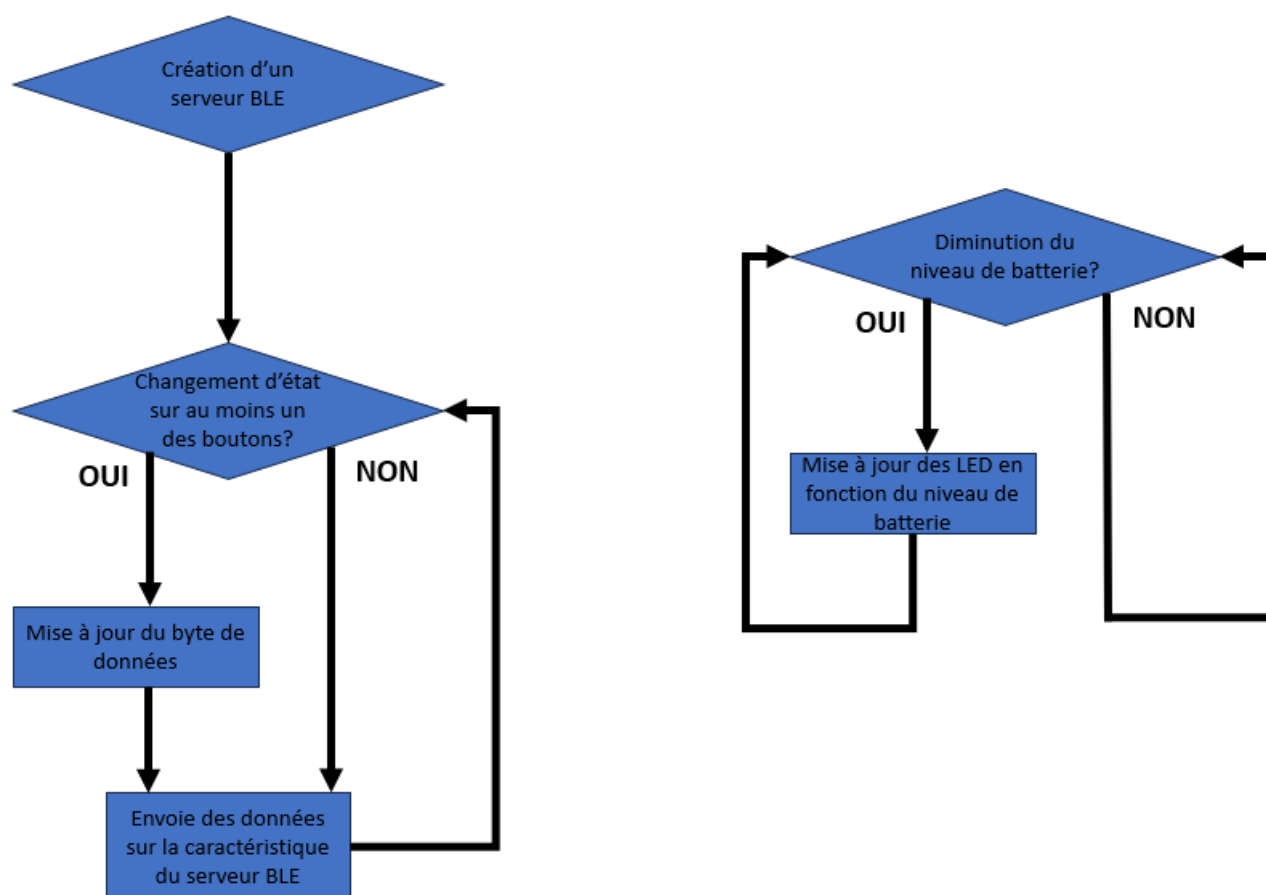 Création d'un
serveur BLE
Changement d'état
sur au moins un
des boutons?
OUI
NON
Mise à jour du byte de
données
Envoie des données
sur la caractéristique
du serveur BLE
Diminution du
niveau de batterie?
OUI
NON
Mise à jour des LED en
fonction du niveau de
batterie